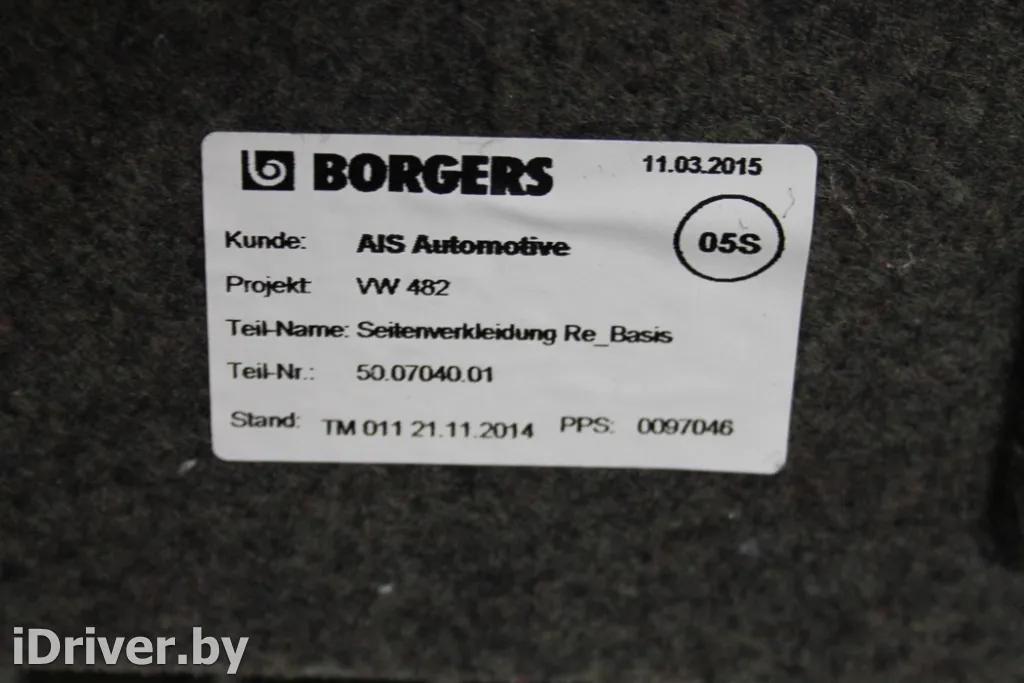 BORGERS
11.03.2015
05S
Kunde: AIS Automotive
Projekt: VW 482
Teil-Name: Seitenverkleidung Re_Basis
Teil-Nr.: 50.07040.01
Stand: TM 011 21.11.2014 PPS: 0097046
iDriver.by